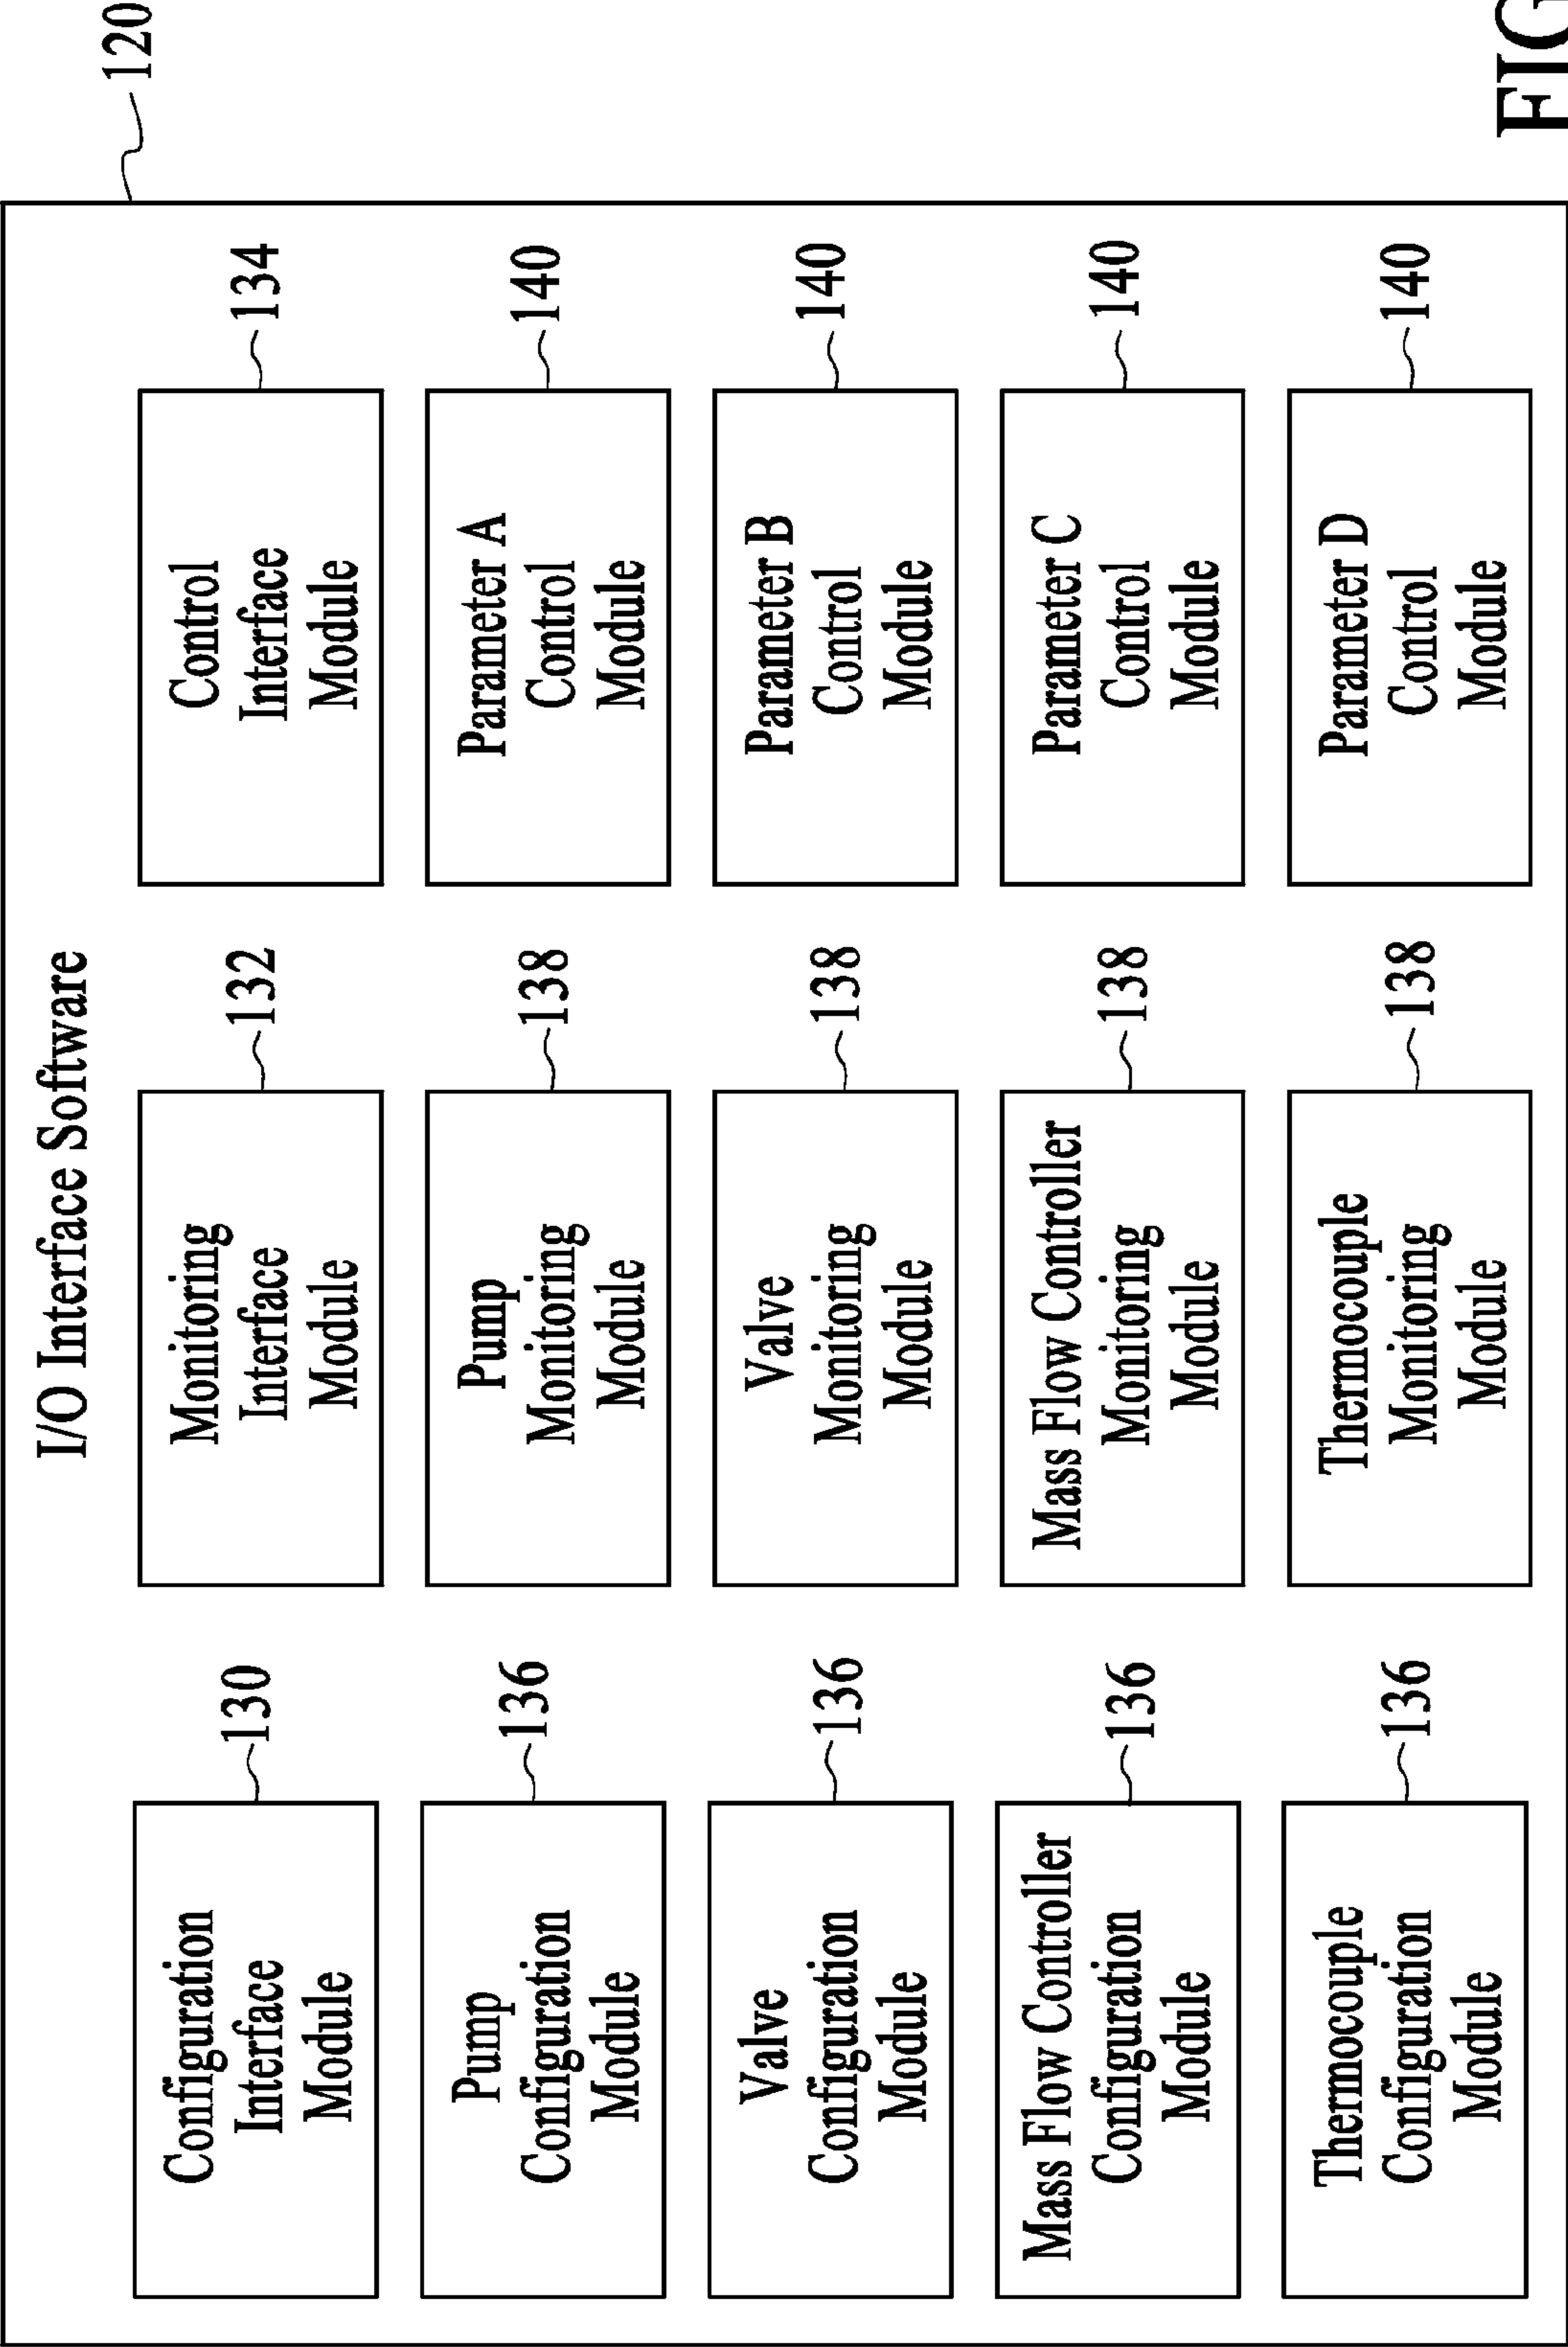 I/O Interface Software
120
Configuration
Interface
Module
130
Monitoring
Interface
Module
132
Control
Interface
Module
134
Pump
Configuration
Module
136
Pump
Monitoring
Module
138
Parameter A
Control
Module
140
Valve
Configuration
Module
136
Valve
Monitoring
Module
138
Parameter B
Control
Module
140
Mass Flow Controller
Configuration
Module
136
Mass Flow Controller
Monitoring
Module
138
Parameter C
Control
Module
140
Thermocouple
Configuration
Module
136
Thermocouple
Monitoring
Module
138
Parameter D
Control
Module
140
FIG